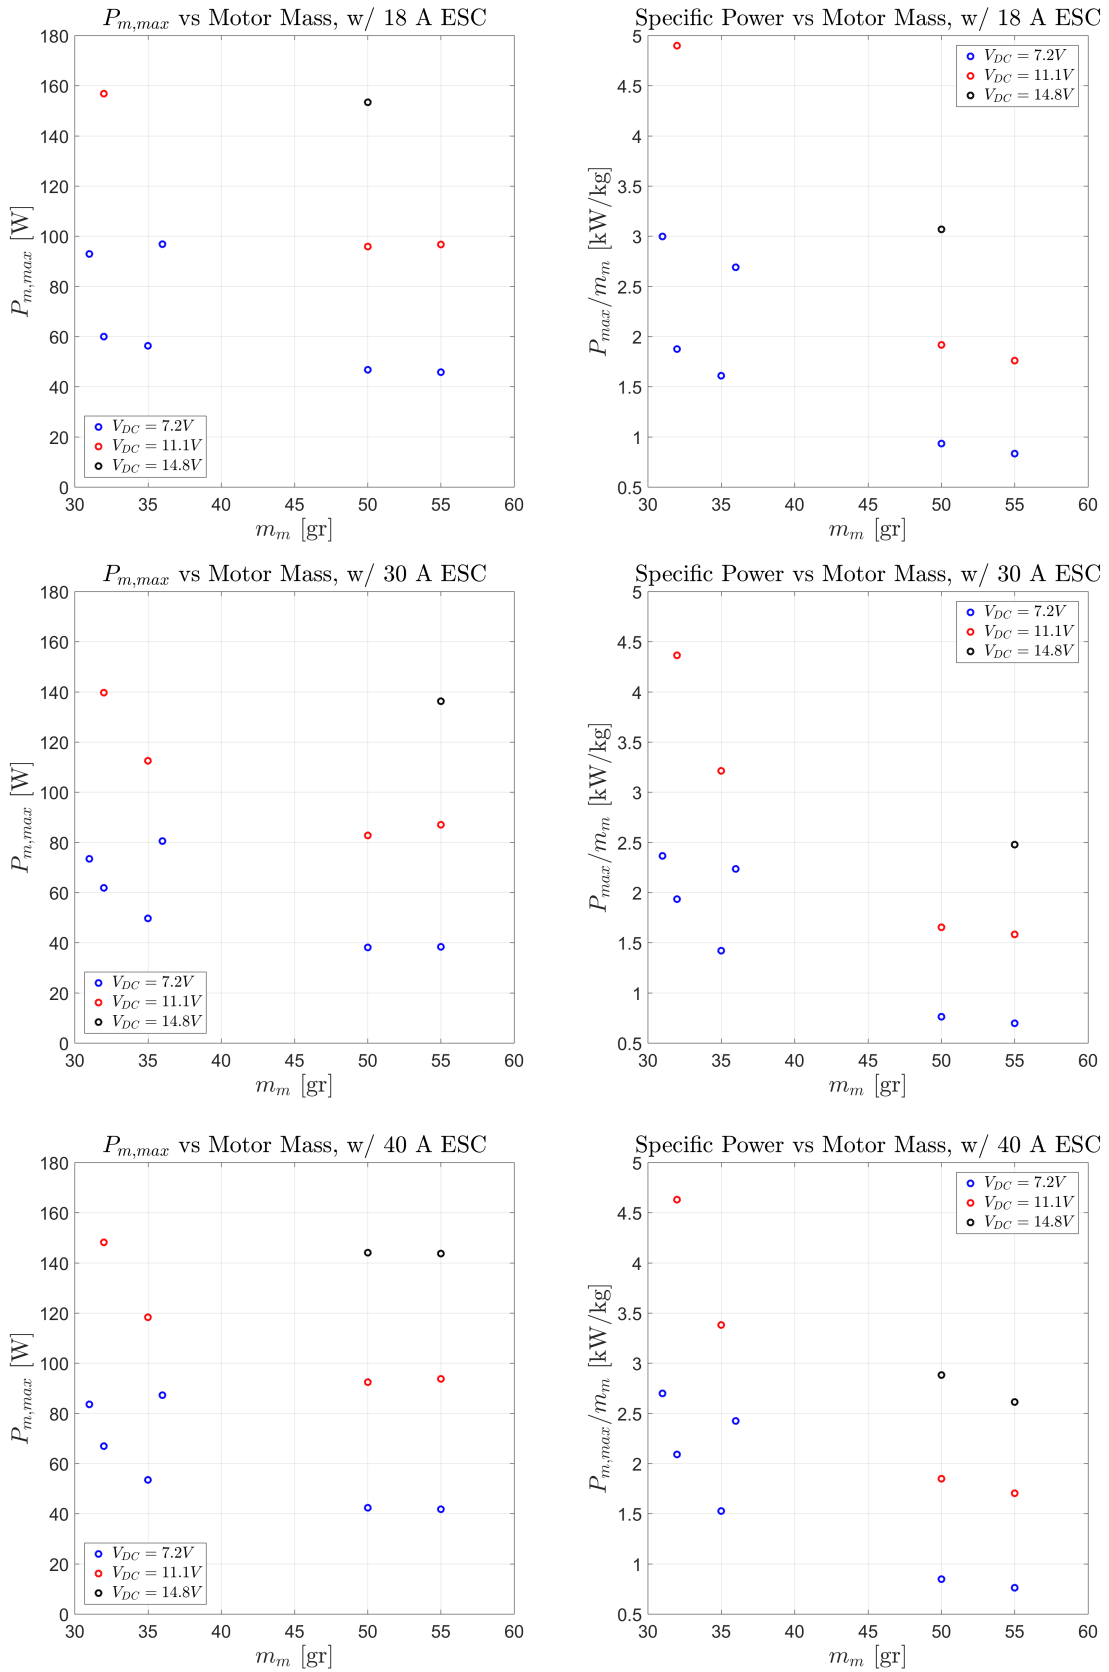 P_{m,max} vs Motor Mass, w/ 18 A ESC
180
160
140
120
100
80
60
40
20
0
P_{m,max} [W]
V_{DC} = 7.2V
V_{DC} = 11.1V
V_{DC} = 14.8V
30 35 40 45 50 55 60
m_m [gr]
Specific Power vs Motor Mass, w/ 18 A ESC
5
4.5
4
3.5
3
2.5
2
1.5
1
0.5
P_{max}/m_m [kW/kg]
V_{DC} = 7.2V
V_{DC} = 11.1V
V_{DC} = 14.8V
30 35 40 45 50 55 60
m_m [gr]
P_{m,max} vs Motor Mass, w/ 30 A ESC
180
160
140
120
100
80
60
40
20
0
P_{m,max} [W]
V_{DC} = 7.2V
V_{DC} = 11.1V
V_{DC} = 14.8V
30 35 40 45 50 55 60
m_m [gr]
Specific Power vs Motor Mass, w/ 30 A ESC
5
4.5
4
3.5
3
2.5
2
1.5
1
0.5
P_{max}/m_m [kW/kg]
V_{DC} = 7.2V
V_{DC} = 11.1V
V_{DC} = 14.8V
30 35 40 45 50 55 60
m_m [gr]
P_{m,max} vs Motor Mass, w/ 40 A ESC
180
160
140
120
100
80
60
40
20
0
P_{m,max} [W]
V_{DC} = 7.2V
V_{DC} = 11.1V
V_{DC} = 14.8V
30 35 40 45 50 55 60
m_m [gr]
Specific Power vs Motor Mass, w/ 40 A ESC
5
4.5
4
3.5
3
2.5
2
1.5
1
0.5
P_{m,max}/m_m [kW/kg]
V_{DC} = 7.2V
V_{DC} = 11.1V
V_{DC} = 14.8V
30 35 40 45 50 55 60
m_m [gr]